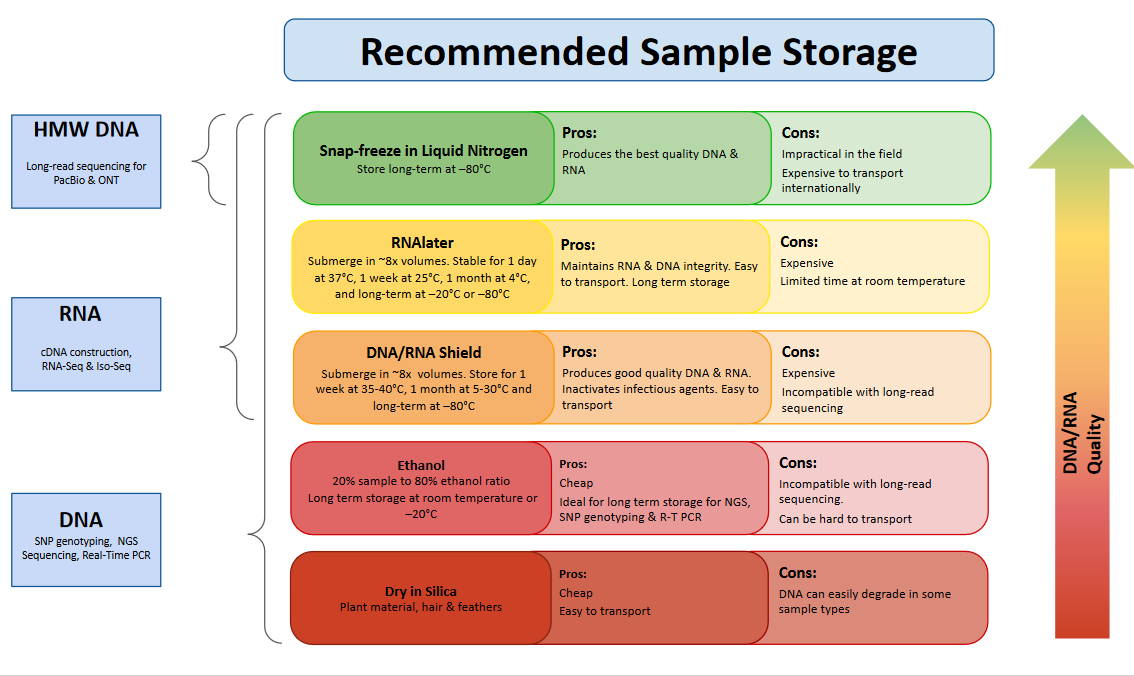 Recommended Sample Storage
HMW DNA
Long-read sequencing for
PacBio & ONT
RNA
cDNA construction,
RNA-Seq & Iso-Seq
DNA
SNP genotyping, NGS
Sequencing, Real-Time PCR
Snap-freeze in Liquid Nitrogen
Store long-term at –80°C
Pros:
Produces the best quality DNA &
RNA
Cons:
Impractical in the field
Expensive to transport
internationally
RNAlater
Submerge in ~8x volumes. Stable for 1 day
at 37°C, 1 week at 25°C, 1 month at 4°C,
and long-term at –20°C or –80°C
Pros:
Maintains RNA & DNA integrity. Easy
to transport. Long term storage
Cons:
Expensive
Limited time at room temperature
DNA/RNA Shield
Submerge in ~8x volumes. Store for 1
week at 35-40°C, 1 month at 5-30°C and
long-term at –80°C
Pros:
Produces good quality DNA & RNA.
Inactivates infectious agents. Easy to
transport
Cons:
Expensive
Incompatible with long-read
sequencing
Ethanol
20% sample to 80% ethanol ratio
Long term storage at room temperature or
–20°C
Pros:
Cheap
Ideal for long term storage for NGS,
SNP genotyping & R-T PCR
Cons:
Incompatible with long-read
sequencing.
Can be hard to transport
Dry in Silica
Plant material, hair & feathers
Pros:
Cheap
Easy to transport
Cons:
DNA can easily degrade in some
sample types
DNA/RNA
Quality